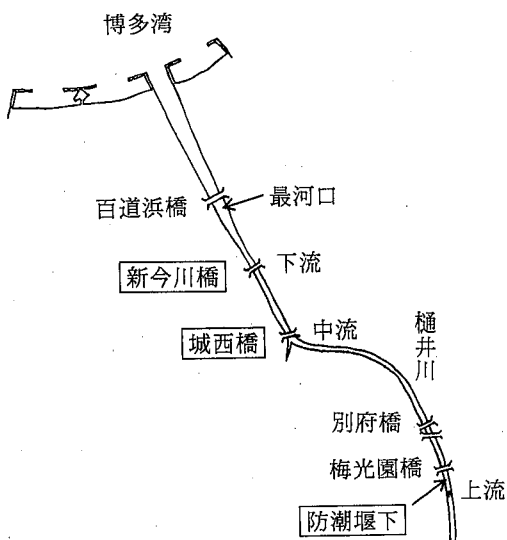 博多湾
百道浜橋
最河口
新今川橋
下流
城西橋
中流
樋井川
別府橋
梅光園橋
上流
防潮堰下